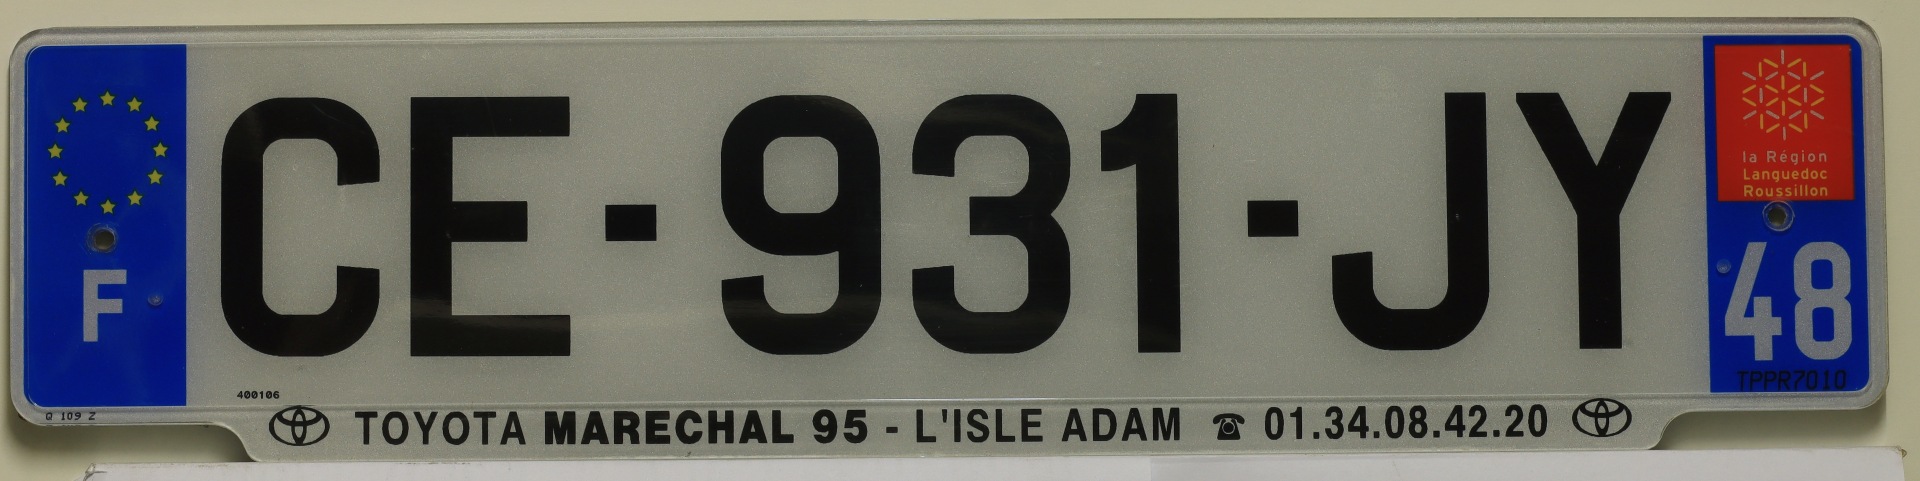 F
CE-931-JY
la Région
Languedoc
Roussillon
48
TPPR7010
400106
Q 109 Z
TOYOTA MARECHAL 95 - L'ISLE ADAM ☎ 01.34.08.42.20